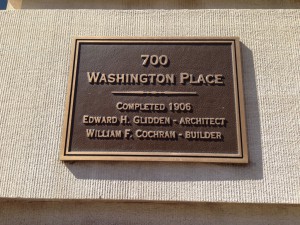 700
WASHINGTON PLACE
COMPLETED 1906
EDWARD H. GLIDDEN - ARCHITECT
WILLIAM F. COCHRAN - BUILDER